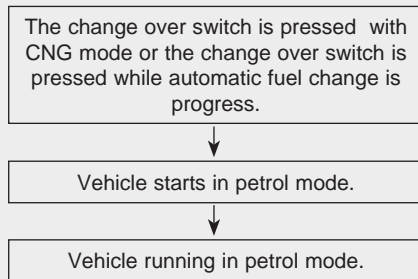 The change over switch is pressed with
CNG mode or the change over switch is
pressed while automatic fuel change is
progress.
Vehicle starts in petrol mode.
Vehicle running in petrol mode.